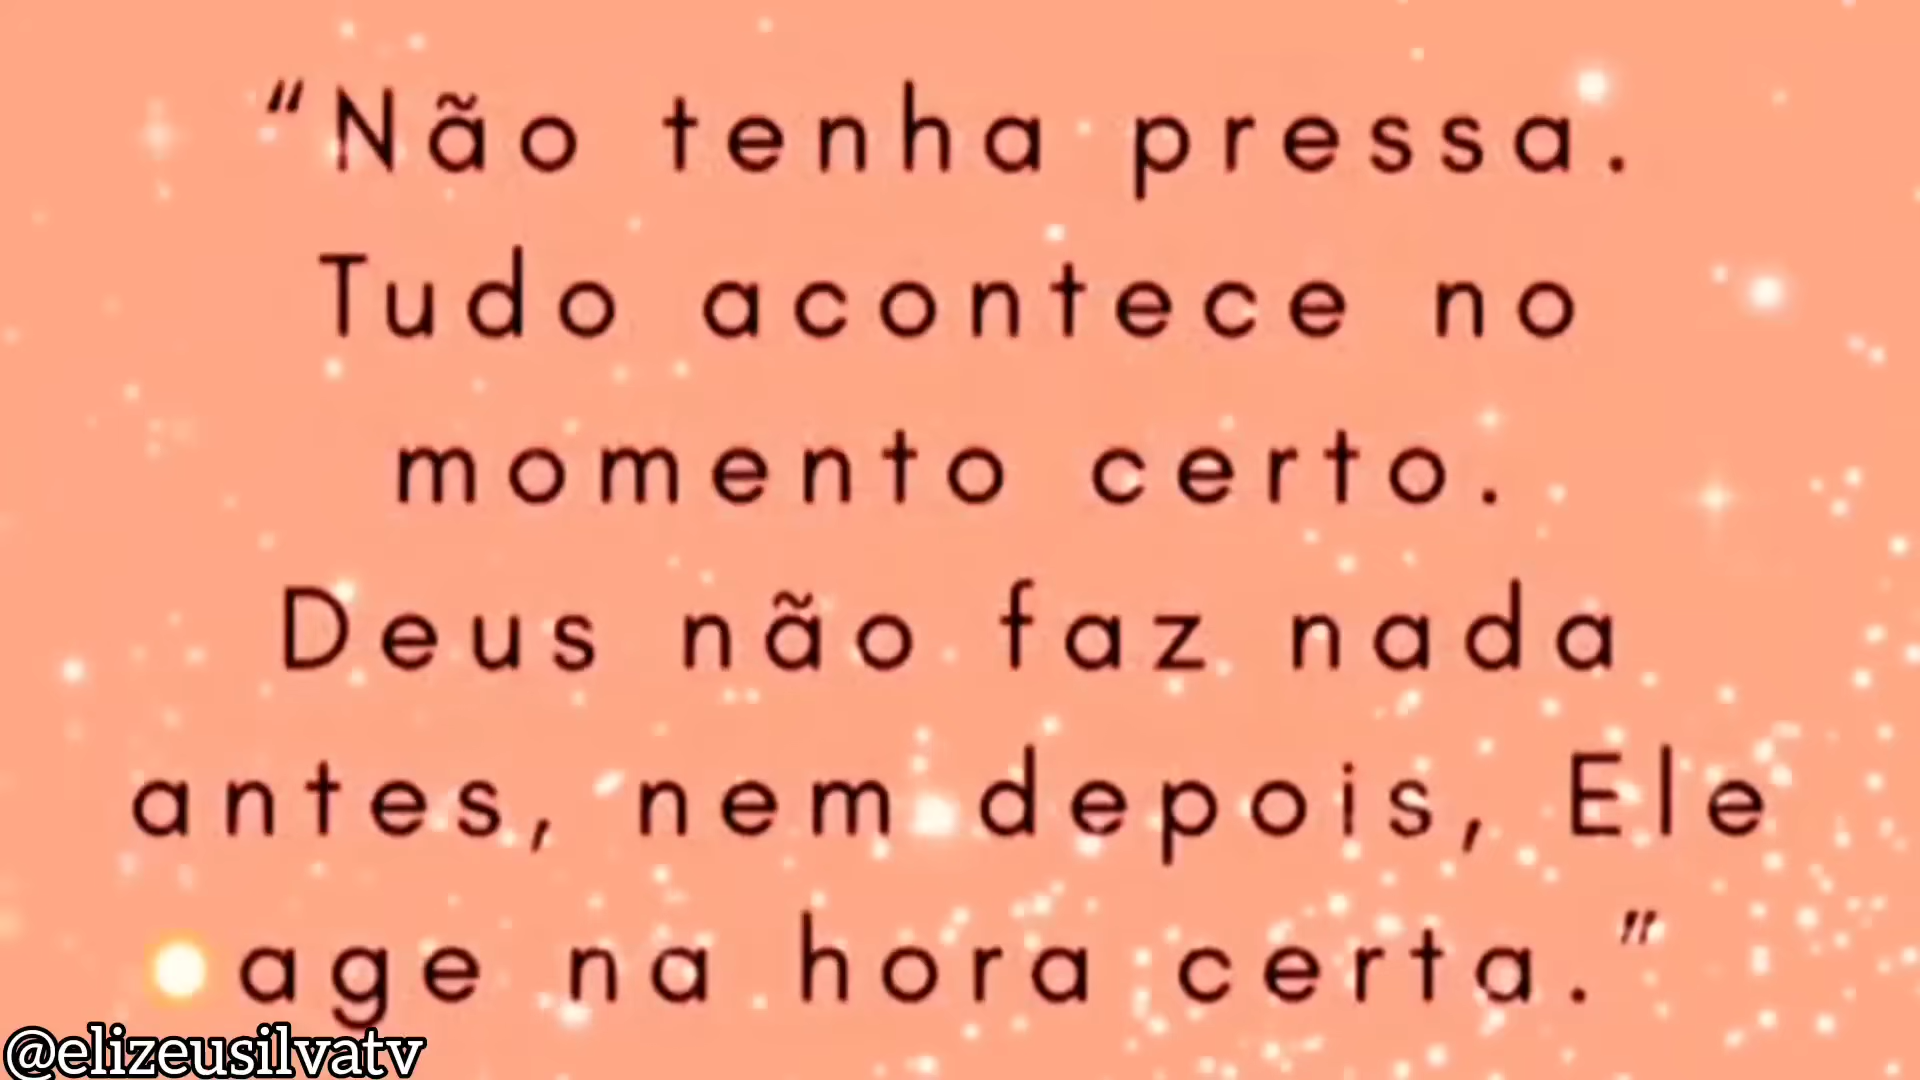 “Não tenha pressa.
Tudo acontece no
momento certo.
Deus não faz nada
antes, nem depois, Ele
age na hora certa.”
@elizeusilvatv